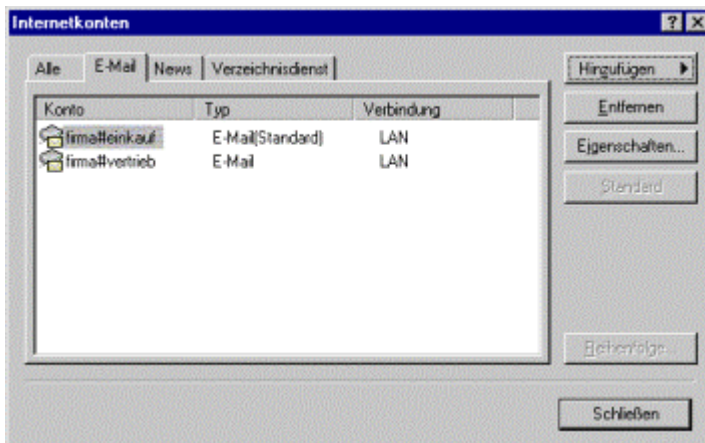 Internetkonten
Alle E-Mail News Verzeichnisdienst
Hinzufügen
Konto Typ Verbindung
Entfernen
firma#einkauf E-Mail(Standard) LAN
firma#vertrieb E-Mail LAN
Eigenschaften...
Standard
Reihenfolge...
Schließen